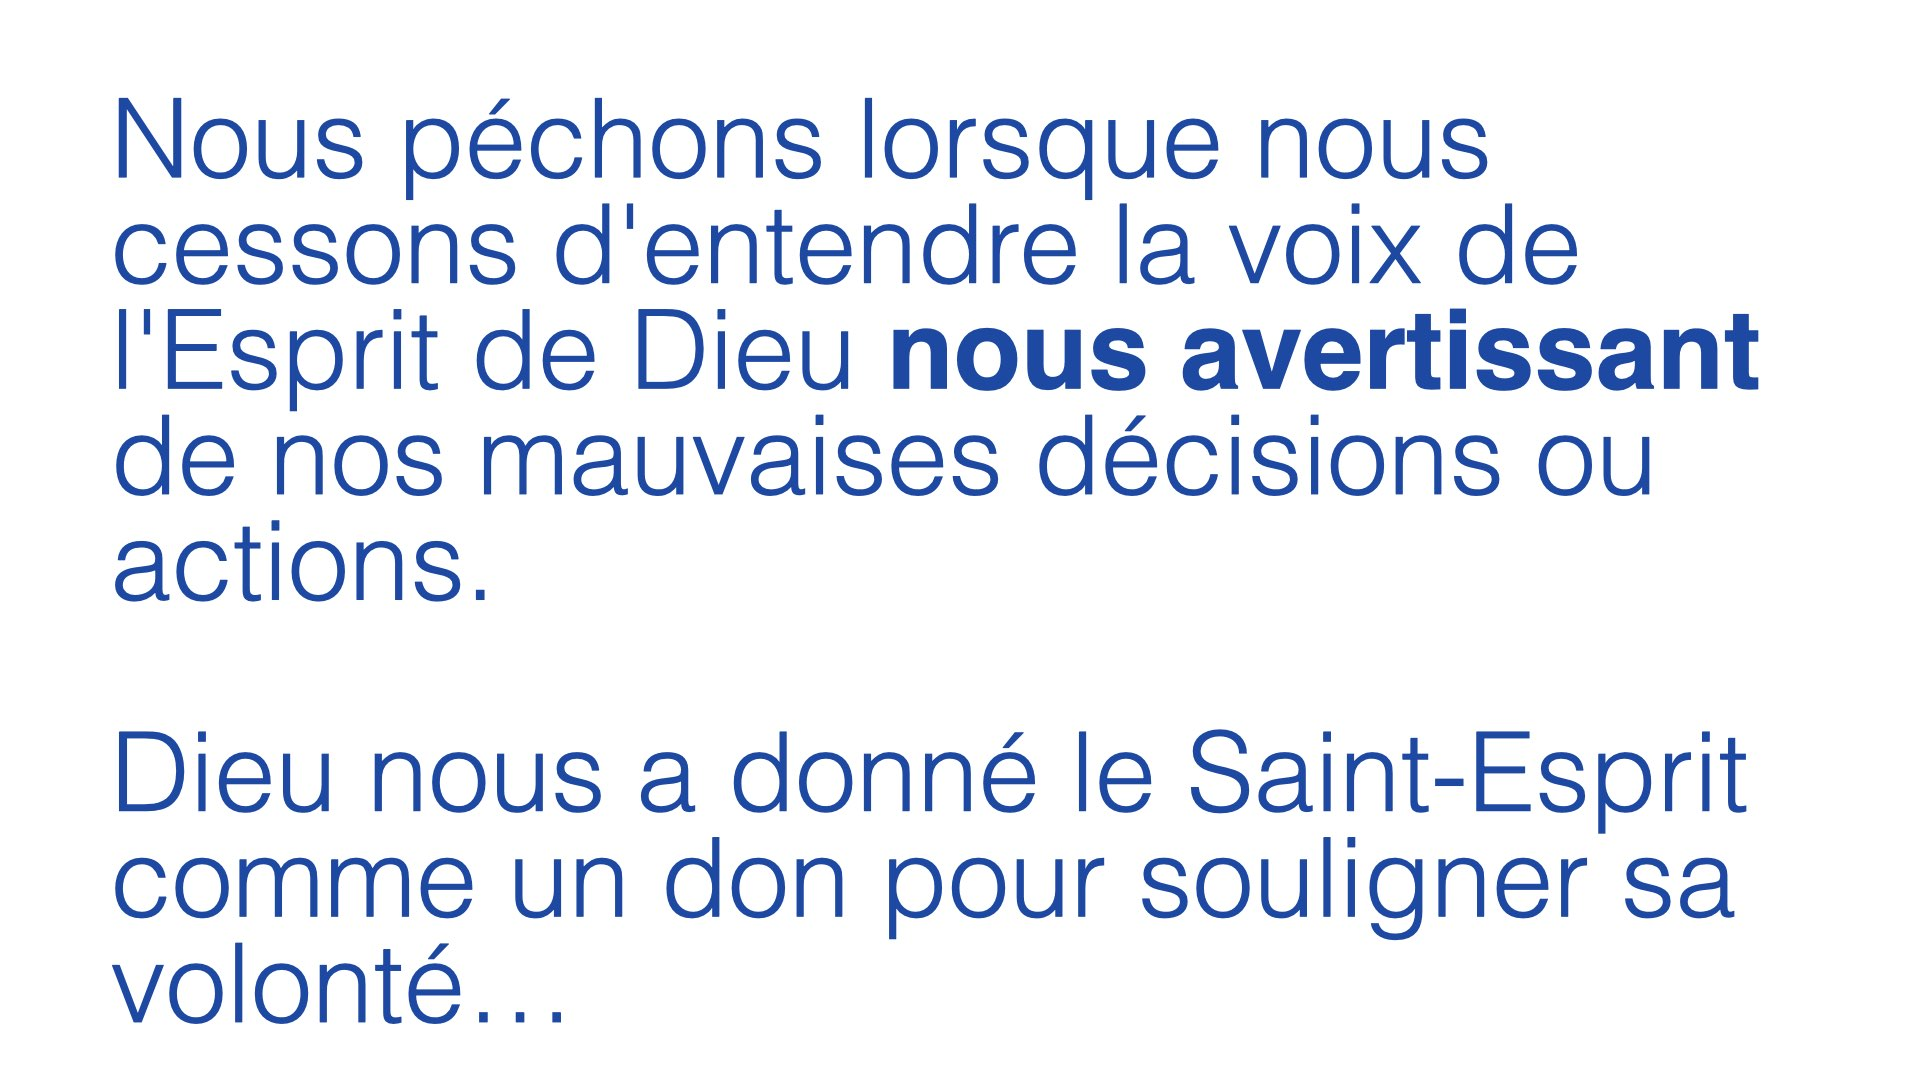 Nous péchons lorsque nous
cessons d'entendre la voix de
l'Esprit de Dieu nous avertissant
de nos mauvaises décisions ou
actions.
Dieu nous a donné le Saint-Esprit
comme un don pour souligner sa
volonté…